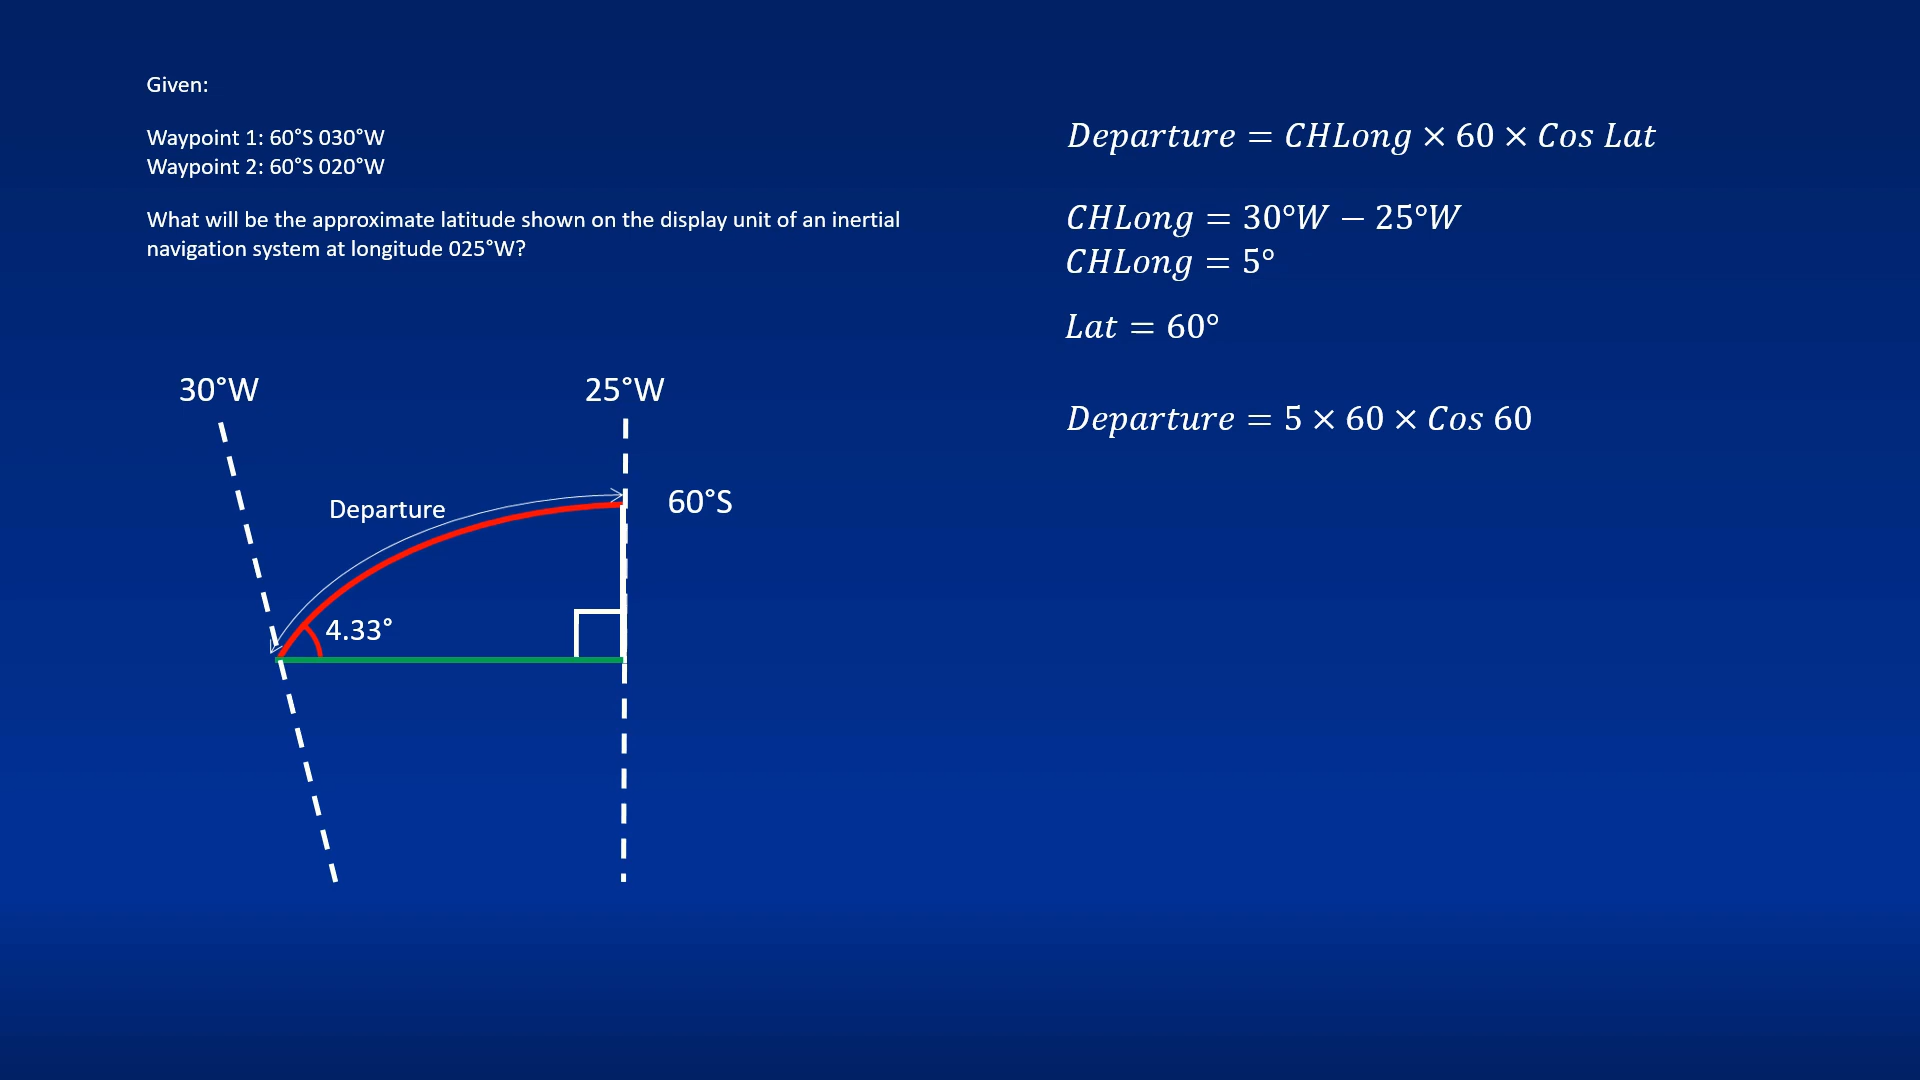 Given:
Waypoint 1: 60°S 030°W
Waypoint 2: 60°S 020°W
What will be the approximate latitude shown on the display unit of an inertial
navigation system at longitude 025°W?
30°W
25°W
Departure
60°S
4.33°
Departure = CHLong × 60 × Cos Lat
CHLong = 30°W − 25°W
CHLong = 5°
Lat = 60°
Departure = 5 × 60 × Cos 60